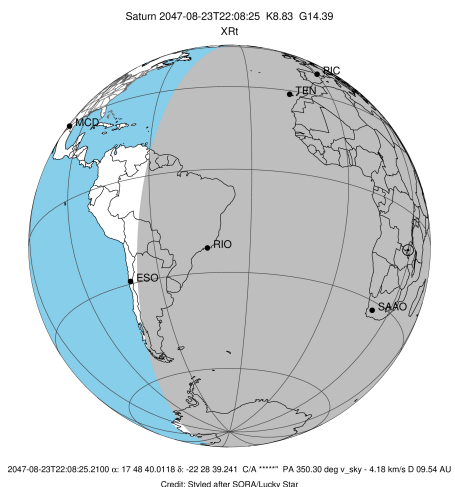 Saturn 2047-08-23T22:08:25 K8.83 G14.39
XRt
PIC
TEN
MCD
RIO
ESO
SAAO
2047-08-23T22:08:25.2100 α: 17 48 40.0118 δ: -22 28 39.241 C/A *****" PA 350.30 deg v_sky - 4.18 km/s D 09.54 AU
Credit: Styled after SORA/Lucky Star